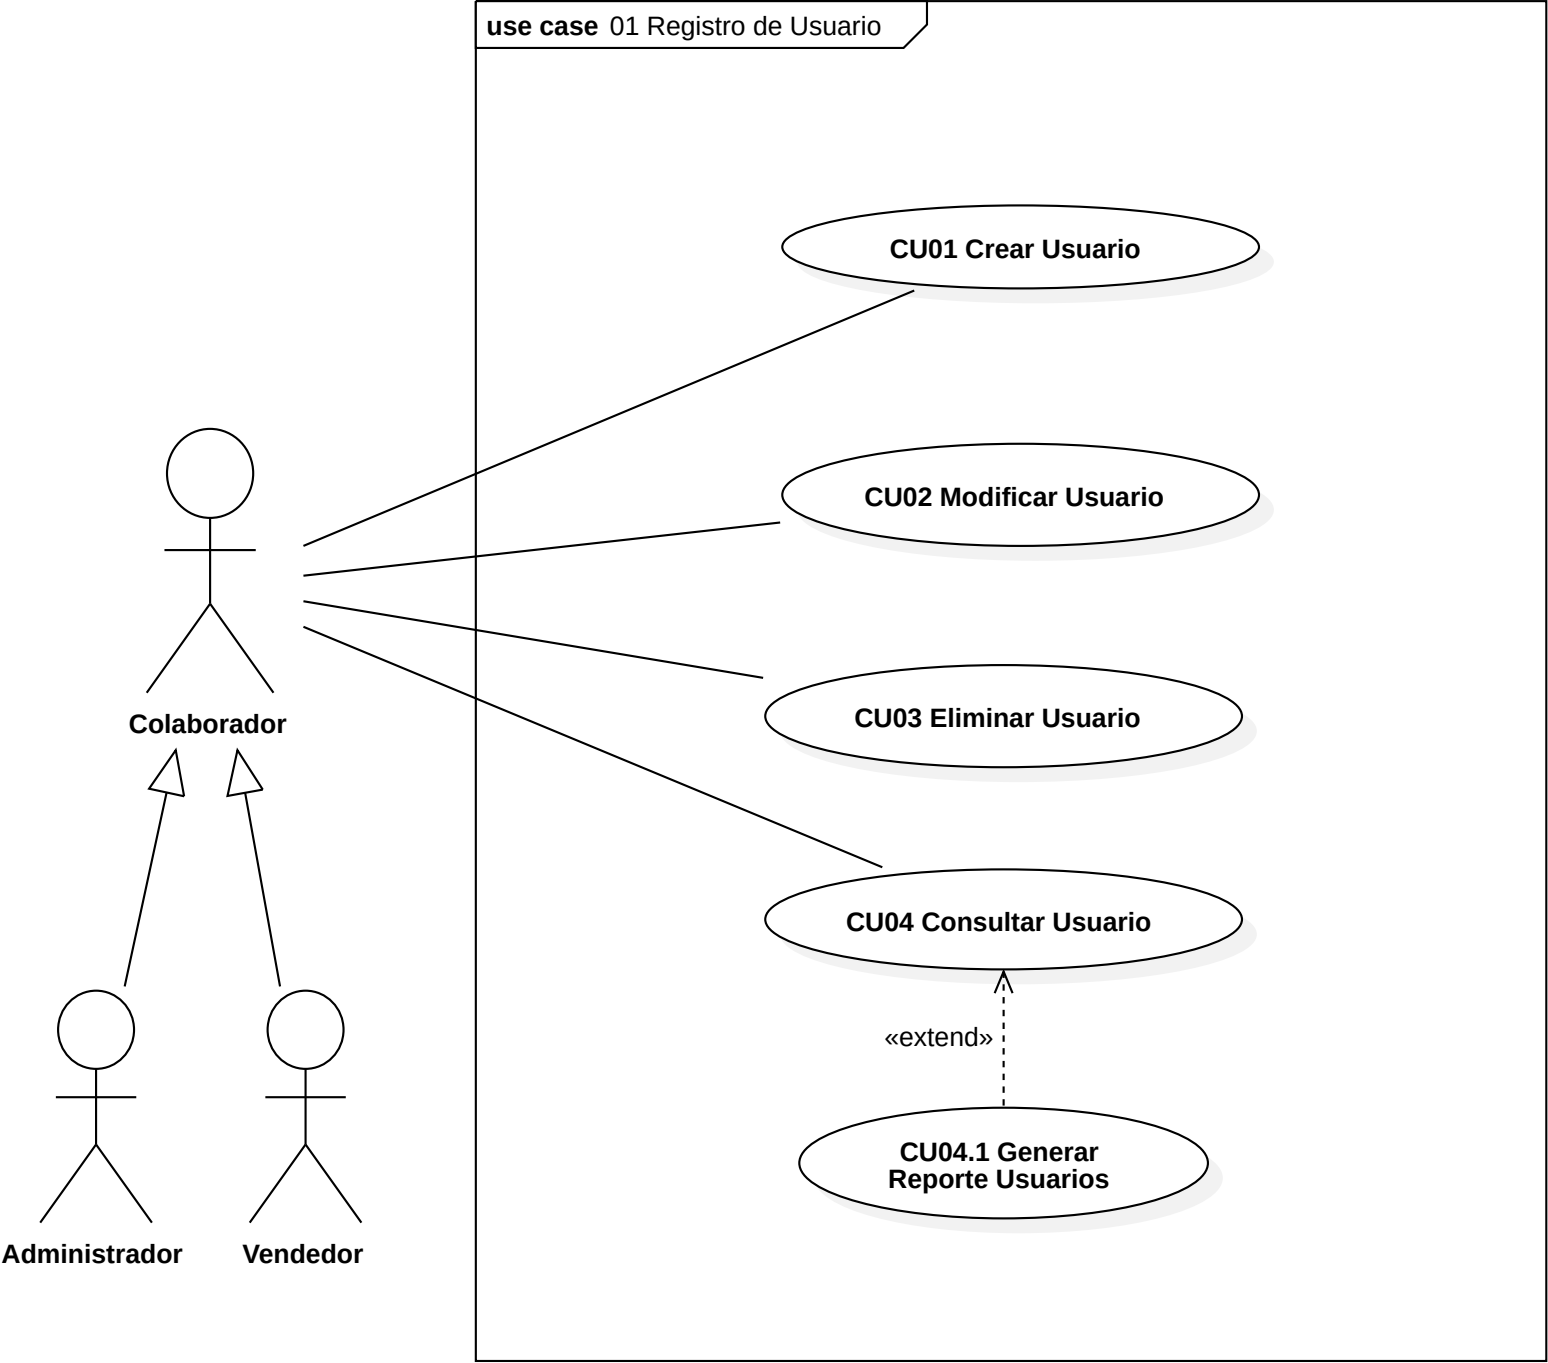 use case 01 Registro de Usuario
CU01 Crear Usuario
CU02 Modificar Usuario
CU03 Eliminar Usuario
Colaborador
CU04 Consultar Usuario
«extend»
CU04.1 Generar
Reporte Usuarios
Administrador
Vendedor